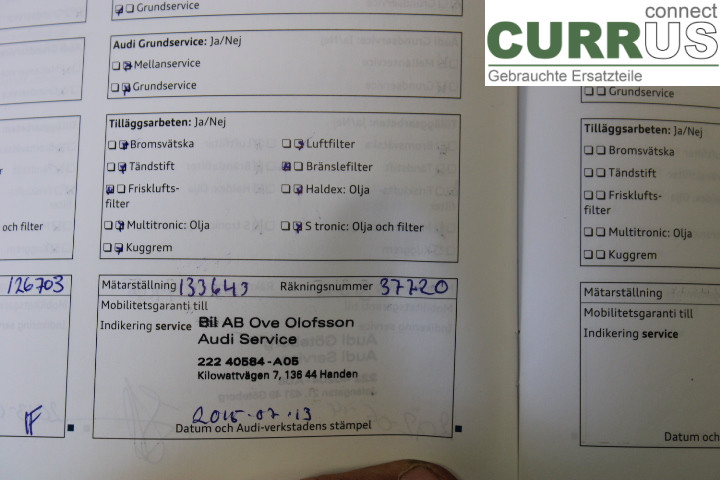 connect
CURRUS
Gebrauchte Ersatzteile
Audi Grundservice: Ja/Nej
Mellanservice
Grundservice
Tilläggsarbeten: Ja/Nej
Bromsvätska
Luftfilter
Tändstift
Bränslefilter
Friskluftsfilter
Haldex: Olja
Multitronic: Olja
S tronic: Olja och filter
Kuggrem
Mätarställning 133643 Räkningsnummer 37720
Mobilitetsgaranti till
Indikering service
Bil AB Ove Olofsson
Audi Service
222 40584-A05
Kilowattvägen 7, 136 44 Handen
2015-07-13
Datum och Audi-verkstadens stämpel
och filter
126703
Grundservice
Tilläggsarbeten: Ja/Nej
Bromsvätska
Tändstift
Frisklufts-
filter
Multitronic: Olja
Kuggrem
Mätarställning
Mobilitetsgaranti till
Indikering service
Datum och